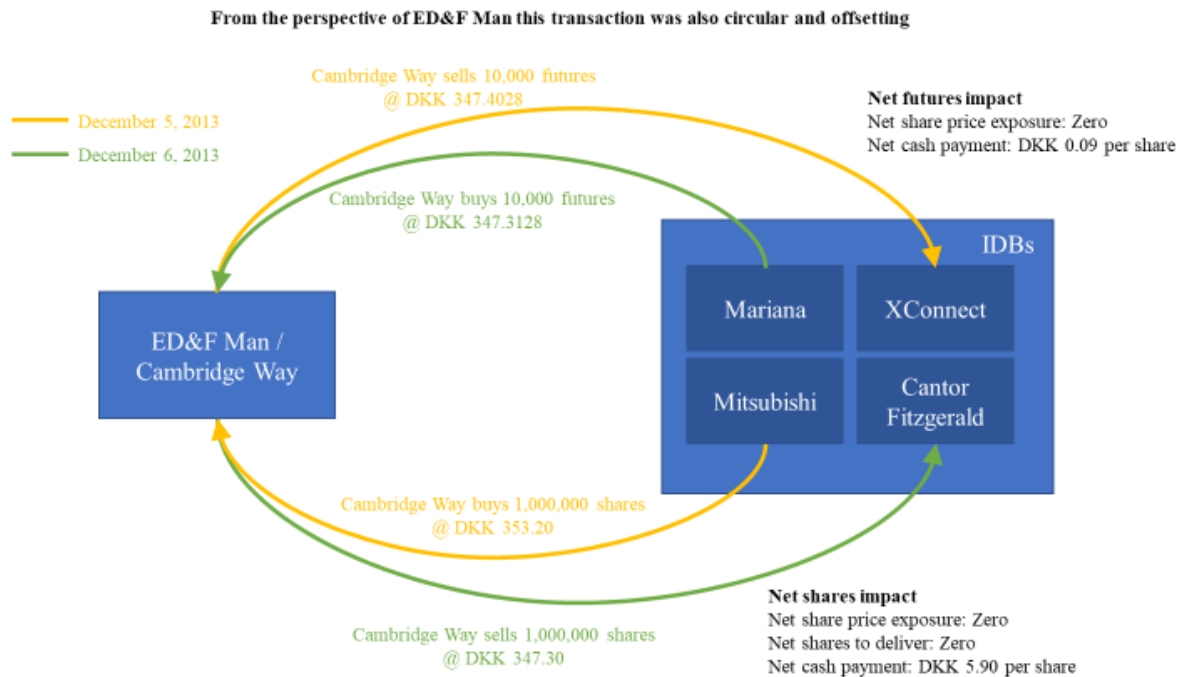 From the perspective of ED&F Man this transaction was also circular and offsetting
Cambridge Way sells 10,000 futures
@ DKK 347.4028
Net futures impact
Net share price exposure: Zero
Net cash payment: DKK 0.09 per share
December 5, 2013
December 6, 2013
Cambridge Way buys 10,000 futures
@ DKK 347.3128
IDBs
Mariana
XConnect
ED&F Man /
Cambridge Way
Mitsubishi
Cantor
Fitzgerald
Cambridge Way buys 1,000,000 shares
@ DKK 353.20
Net shares impact
Net share price exposure: Zero
Net shares to deliver: Zero
Net cash payment: DKK 5.90 per share
Cambridge Way sells 1,000,000 shares
@ DKK 347.30